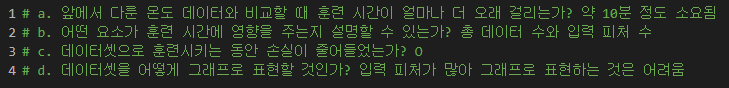 1 # a. 앞에서 다룬 온도 데이터와 비교할 때 훈련 시간이 얼마나 더 오래 걸리는가? 약 10분 정도 소요됨
2 # b. 어떤 요소가 훈련 시간에 영향을 주는지 설명할 수 있는가? 총 데이터 수와 입력 피처 수
3 # c. 데이터셋으로 훈련시키는 동안 손실이 줄어들었는가? O
4 # d. 데이터셋을 어떻게 그래프로 표현할 것인가? 입력 피처가 많아 그래프로 표현하는 것은 어려움